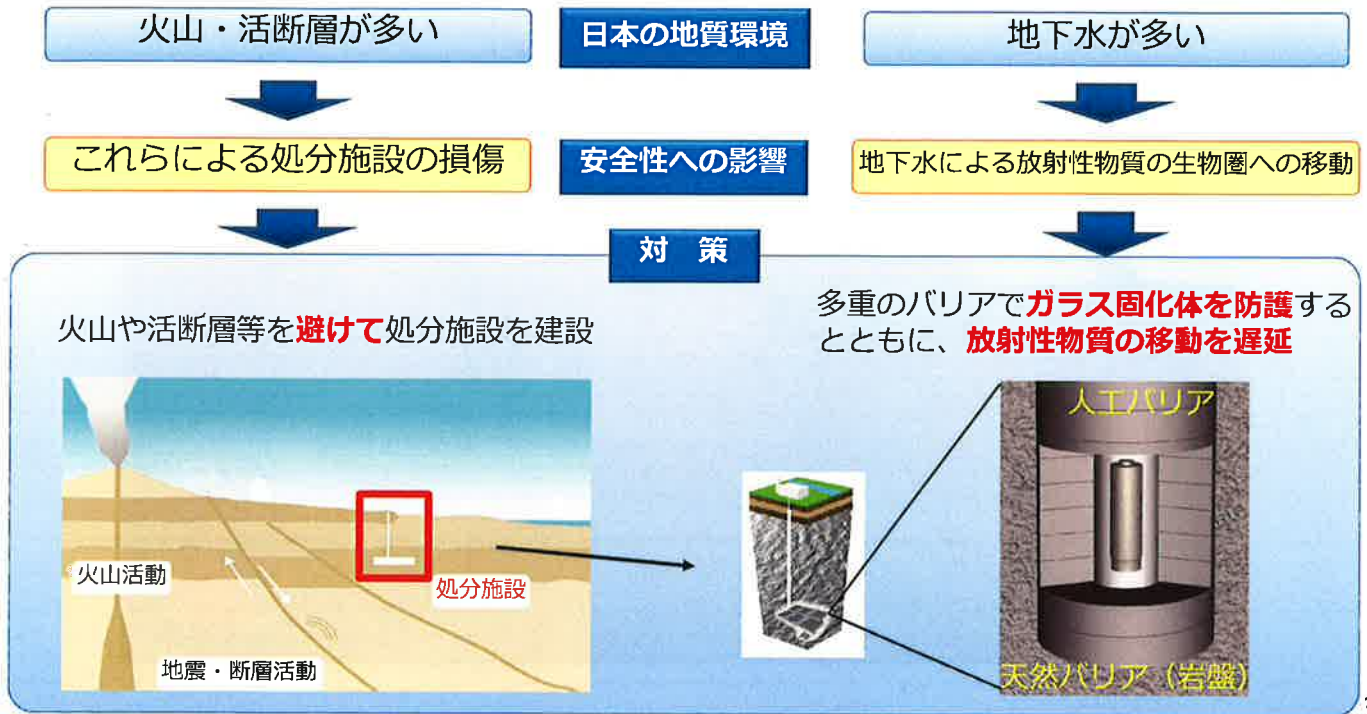 火山・活断層が多い
日本の地質環境
地下水が多い
これらによる処分施設の損傷
安全性への影響
地下水による放射性物質の生物圏への移動
対 策
火山や活断層等を避けて処分施設を建設
多重のバリアでガラス固化体を防護する
とともに、放射性物質の移動を遅延
火山活動
地震・断層活動
処分施設
人工バリア
天然バリア（岩盤）